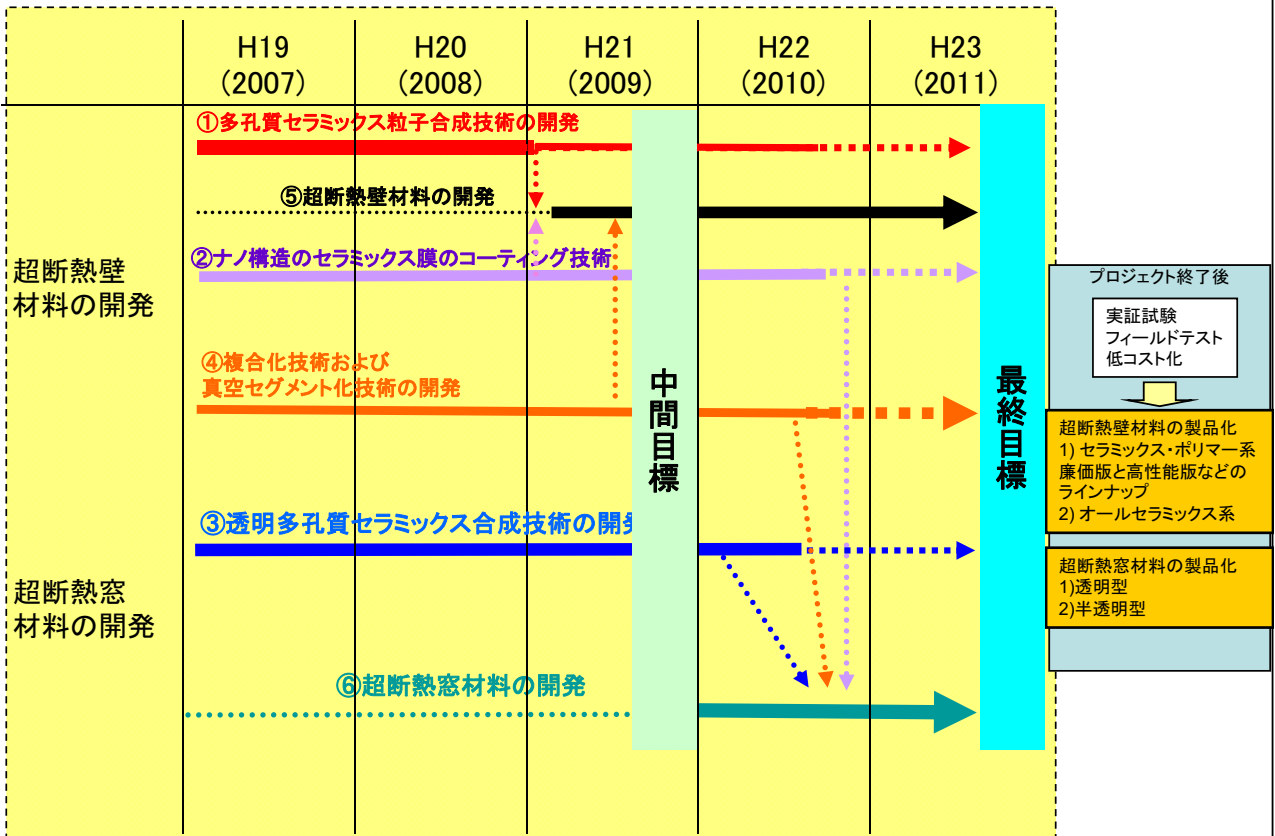 H19
(2007)
H20
(2008)
H21
(2009)
H22
(2010)
H23
(2011)
①多孔質セラミックス粒子合成技術の開発
⑤超断熱壁材料の開発
②ナノ構造のセラミックス膜のコーティング技術
超断熱壁
材料の開発
④複合化技術および
真空セグメント化技術の開発
中間目標
最終目標
③透明多孔質セラミックス合成技術の開発
超断熱窓
材料の開発
⑥超断熱窓材料の開発
プロジェクト終了後
実証試験
フィールドテスト
低コスト化
超断熱壁材料の製品化
1) セラミックス・ポリマー系
廉価版と高性能版などの
ラインナップ
2) オールセラミックス系
超断熱窓材料の製品化
1)透明型
2)半透明型